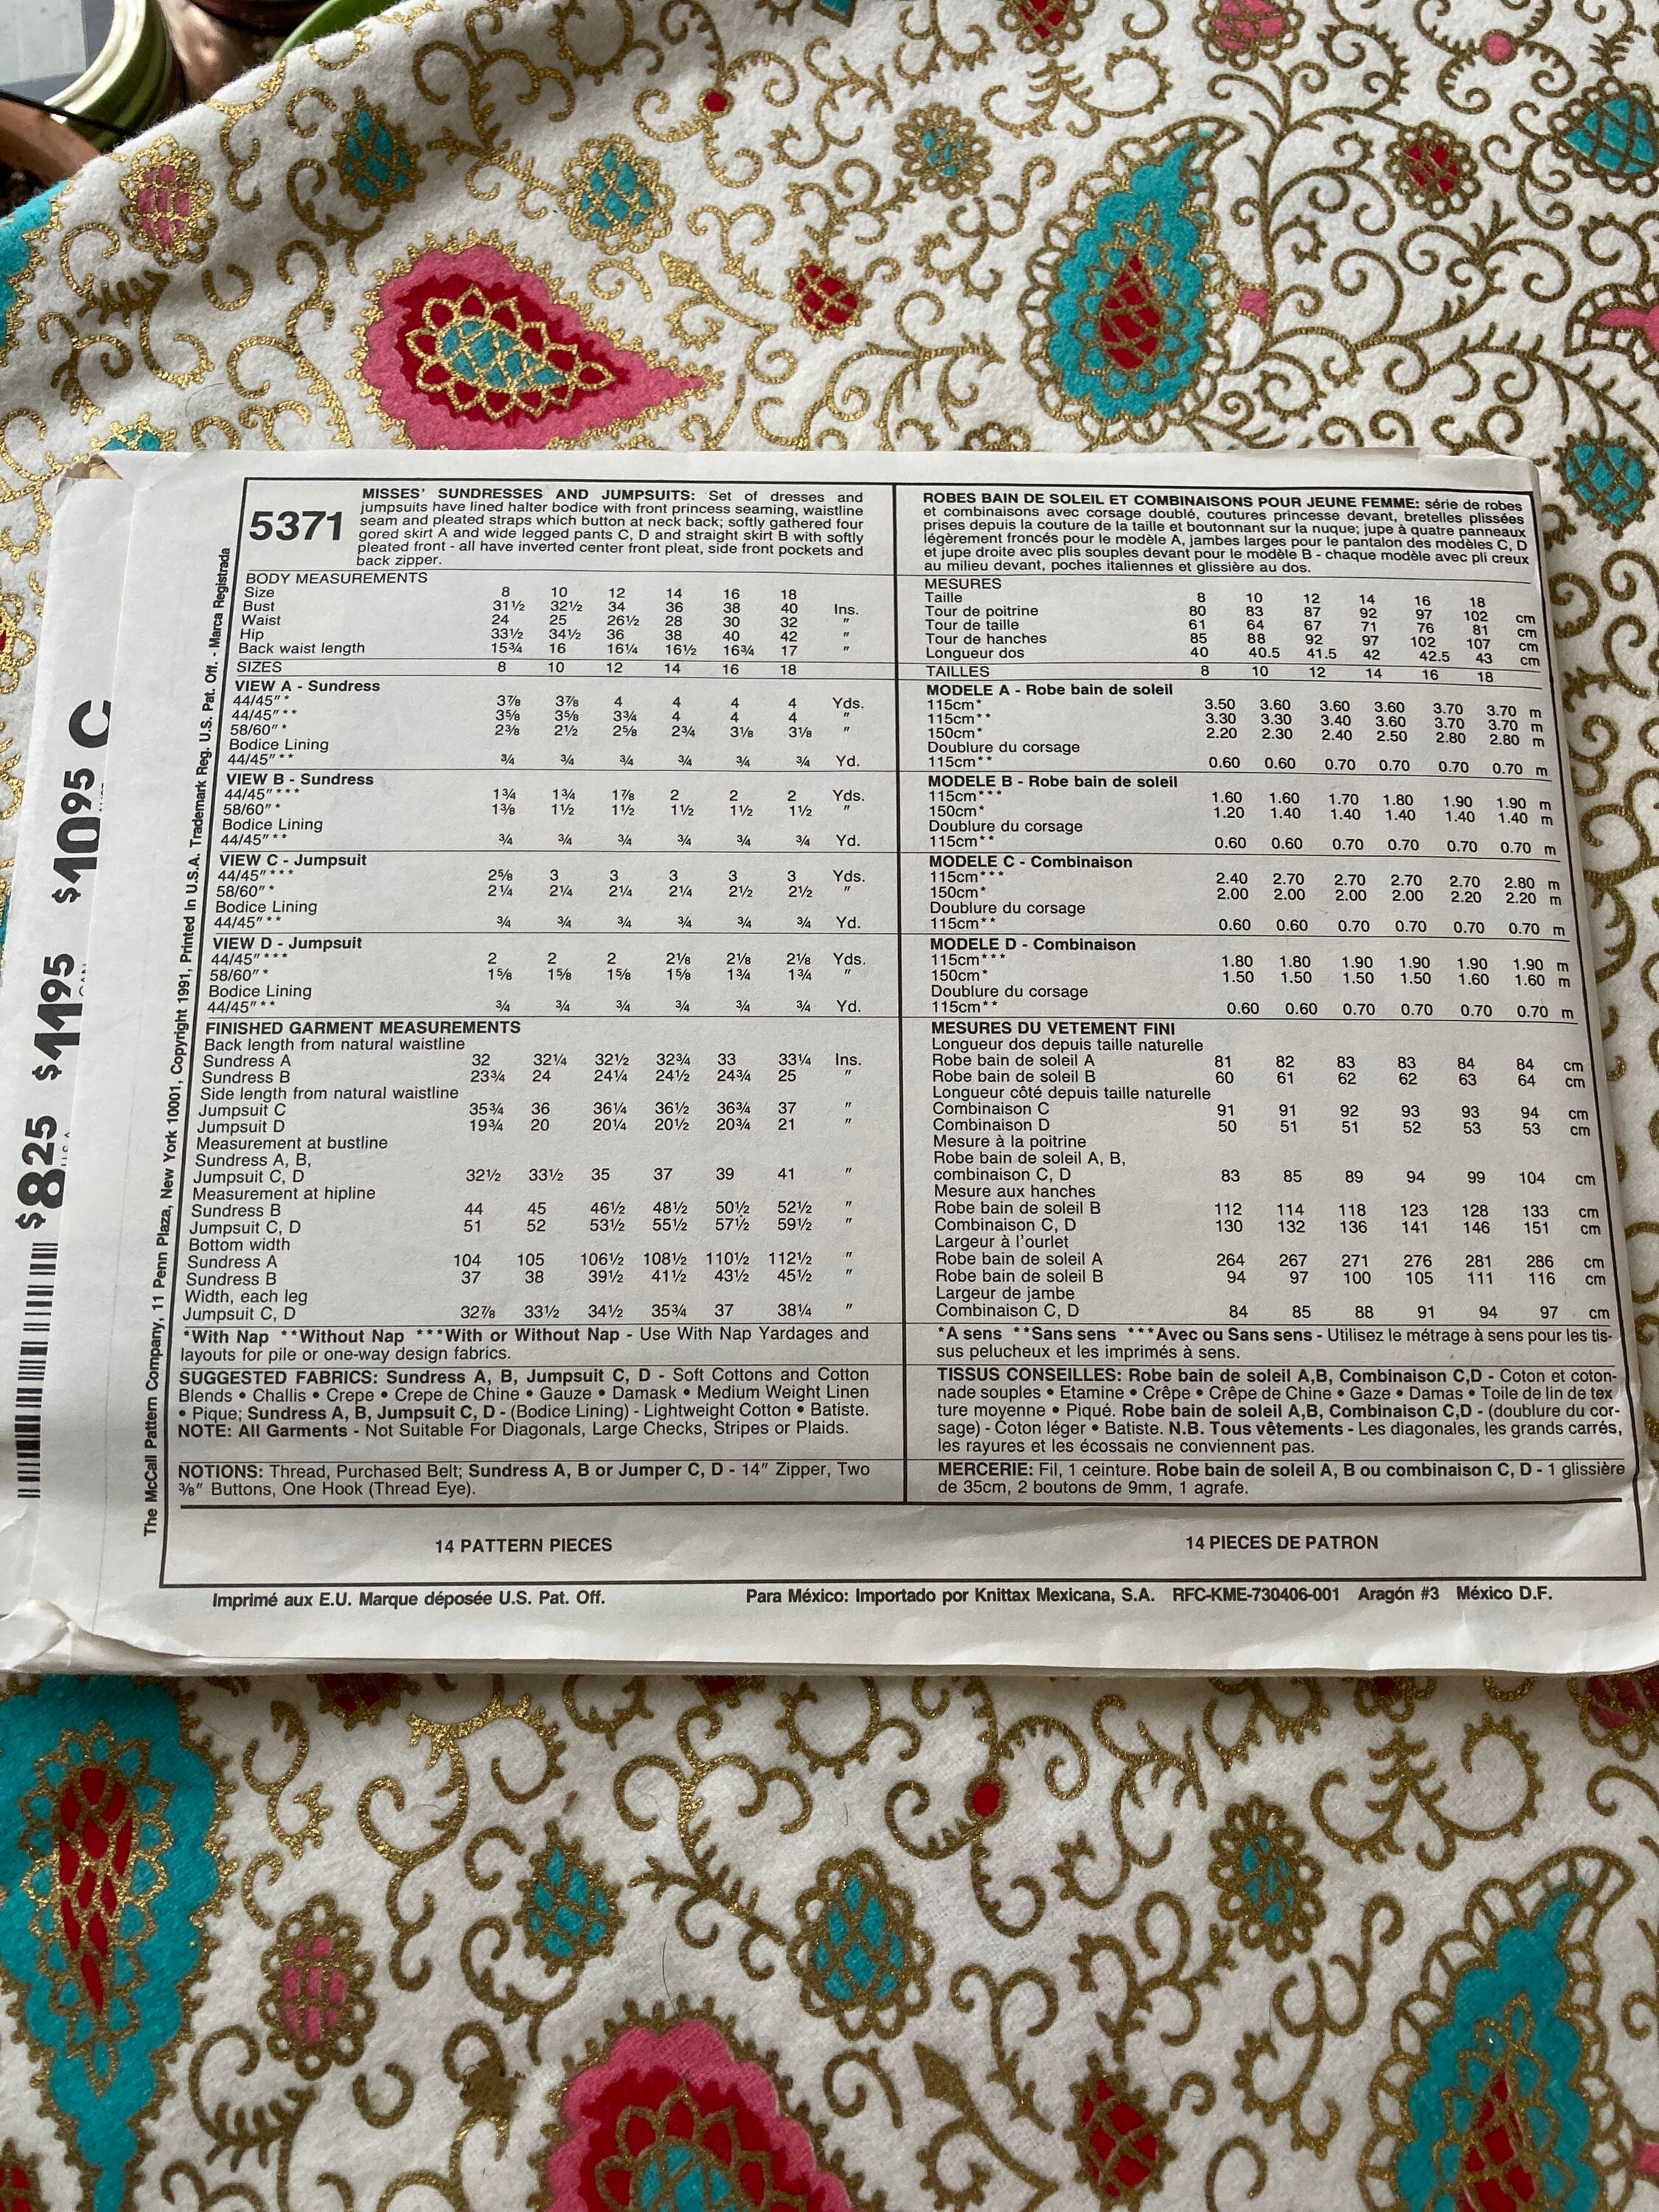 5371
MISSES' SUNDRESSES AND JUMPSUITS: Set of dresses and
jumpsuits have lined halter bodice with front princess seaming, waistline
seam and pleated straps which button at neck back; softly gathered four
gored skirt A and wide legged pants C, D and straight skirt B with softly
pleated front - all have inverted center front pleat, side front pockets and
back zipper.
BODY MEASUREMENTS
Size 8 10 12 14 16 18
Bust 31½ 32½ 34 36 38 40 Ins.
Waist 24 25 26½ 28 30 32 "
Hip 33½ 34½ 36 38 40 42 "
Back waist length 15¾ 16 16¼ 16½ 16¾ 17 "
SIZES 8 10 12 14 16 18
VIEW A - Sundress
44/45"* 3⅞ 3⅞ 4 4 4 4 Yds.
44/45"** 3⅝ 3⅝ 3¾ 4 4 4 "
58/60"* 2⅜ 2½ 2⅝ 2¾ 3⅛ 3⅛ "
Bodice Lining
44/45"** ¾ ¾ ¾ ¾ ¾ ¾ Yd.
VIEW B - Sundress
44/45"*** 1¾ 1¾ 1⅞ 2 2 2 Yds.
58/60"* 1⅜ 1½ 1½ 1½ 1½ 1½ "
Bodice Lining
44/45"** ¾ ¾ ¾ ¾ ¾ ¾ Yd.
VIEW C - Jumpsuit
44/45"*** 2⅝ 3 3 3 3 3 Yds.
58/60"* 2¼ 2¼ 2¼ 2¼ 2½ 2½ "
Bodice Lining
44/45"** ¾ ¾ ¾ ¾ ¾ ¾ Yd.
VIEW D - Jumpsuit
44/45"*** 2 2 2 2⅛ 2⅛ 2⅛ Yds.
58/60"* 1⅝ 1⅝ 1⅝ 1⅝ 1¾ 1¾ "
Bodice Lining
44/45"** ¾ ¾ ¾ ¾ ¾ ¾ Yd.
FINISHED GARMENT MEASUREMENTS
Back length from natural waistline
Sundress A 32 32¼ 32½ 32¾ 33 33¼ Ins.
Sundress B 23¾ 24 24¼ 24½ 24¾ 25 "
Side length from natural waistline
Jumpsuit C 35¾ 36 36¼ 36½ 36¾ 37 "
Jumpsuit D 19¾ 20 20¼ 20½ 20¾ 21 "
Measurement at bustline
Sundress A, B,
Jumpsuit C, D 32½ 33½ 35 37 39 41 "
Measurement at hipline
Sundress B 44 45 46½ 48½ 50½ 52½ "
Jumpsuit C, D 51 52 53½ 55½ 57½ 59½ "
Bottom width
Sundress A 104 105 106½ 108½ 110½ 112½ "
Sundress B 37 38 39½ 41½ 43½ 45½ "
Width, each leg
Jumpsuit C, D 32⅞ 33½ 34½ 35¾ 37 38¼ "
*With Nap **Without Nap ***With or Without Nap - Use With Nap Yardages and
layouts for pile or one-way design fabrics.
SUGGESTED FABRICS: Sundress A, B, Jumpsuit C, D - Soft Cottons and Cotton
Blends • Challis • Crepe • Crepe de Chine • Gauze • Damask • Medium Weight Linen
• Pique; Sundress A, B, Jumpsuit C, D - (Bodice Lining) - Lightweight Cotton • Batiste.
NOTE: All Garments - Not Suitable For Diagonals, Large Checks, Stripes or Plaids.
NOTIONS: Thread, Purchased Belt; Sundress A, B or Jumper C, D - 14" Zipper, Two
⅜" Buttons, One Hook (Thread Eye).
14 PATTERN PIECES
ROBES BAIN DE SOLEIL ET COMBINAISONS POUR JEUNE FEMME: série de robes
et combinaisons avec corsage doublé, coutures princesse devant, bretelles plissées
prises depuis la couture de la taille et boutonnant sur la nuque; jupe à quatre panneaux
légèrement froncés pour le modèle A, jambes larges pour le pantalon des modèles C, D
et jupe droite avec plis souples devant pour le modèle B - chaque modèle avec pli creux
au milieu devant, poches italiennes et glissière au dos.
MESURES
Taille 8 10 12 14 16 18
Tour de poitrine 80 83 87 92 97 102 cm
Tour de taille 61 64 67 71 76 81 cm
Tour de hanches 85 88 92 97 102 107 cm
Longueur dos 40 40.5 41.5 42 42.5 43 cm
TAILLES 8 10 12 14 16 18
MODELE A - Robe bain de soleil
115cm* 3.50 3.60 3.60 3.60 3.70 3.70 m
115cm** 3.30 3.30 3.40 3.60 3.70 3.70 m
150cm* 2.20 2.30 2.40 2.50 2.80 2.80 m
Doublure du corsage
115cm** 0.60 0.60 0.70 0.70 0.70 0.70 m
MODELE B - Robe bain de soleil
115cm*** 1.60 1.60 1.70 1.80 1.90 1.90 m
150cm* 1.20 1.40 1.40 1.40 1.40 1.40 m
Doublure du corsage
115cm** 0.60 0.60 0.70 0.70 0.70 0.70 m
MODELE C - Combinaison
115cm*** 2.40 2.70 2.70 2.70 2.70 2.80 m
150cm* 2.00 2.00 2.00 2.00 2.20 2.20 m
Doublure du corsage
115cm** 0.60 0.60 0.70 0.70 0.70 0.70 m
MODELE D - Combinaison
115cm*** 1.80 1.80 1.90 1.90 1.90 1.90 m
150cm* 1.50 1.50 1.50 1.50 1.60 1.60 m
Doublure du corsage
115cm** 0.60 0.60 0.70 0.70 0.70 0.70 m
MESURES DU VETEMENT FINI
Longueur dos depuis taille naturelle
Robe bain de soleil A 81 82 83 83 84 84 cm
Robe bain de soleil B 60 61 62 62 63 64 cm
Longueur côté depuis taille naturelle
Combinaison C 91 91 92 93 93 94 cm
Combinaison D 50 51 51 52 53 53 cm
Mesure à la poitrine
Robe bain de soleil A, B,
combinaison C, D 83 85 89 94 99 104 cm
Mesure aux hanches
Robe bain de soleil B 112 114 118 123 128 133 cm
Combinaison C, D 130 132 136 141 146 151 cm
Largeur à l'ourlet
Robe bain de soleil A 264 267 271 276 281 286 cm
Robe bain de soleil B 94 97 100 105 111 116 cm
Largeur de jambe
Combinaison C, D 84 85 88 91 94 97 cm
*A sens **Sans sens ***Avec ou Sans sens - Utilisez le métrage à sens pour les tis-
sus pelucheux et les imprimés à sens.
TISSUS CONSEILLES: Robe bain de soleil A,B, Combinaison C,D - Coton et coton-
nade souples • Etamine • Crêpe • Crêpe de Chine • Gaze • Damas • Toile de lin de tex
ture moyenne • Piqué. Robe bain de soleil A,B, Combinaison C,D - (doublure du cor-
sage) - Coton léger • Batiste. N.B. Tous vêtements - Les diagonales, les grands carrés,
les rayures et les écossais ne conviennent pas.
MERCERIE: Fil, 1 ceinture. Robe bain de soleil A, B ou combinaison C, D - 1 glissière
de 35cm, 2 boutons de 9mm, 1 agrafe.
14 PIECES DE PATRON
Imprimé aux E.U. Marque déposée U.S. Pat. Off.
Para México: Importado por Knittax Mexicana, S.A. RFC-KME-730406-001 Aragón #3 México D.F.
The McCall Pattern Company, 11 Penn Plaza, New York 10001, Copyright 1991, Printed in U.S.A. Trademark Reg. U.S. Pat. Off. - Marca Registrada
$8.25 $11.95 $10.95 C